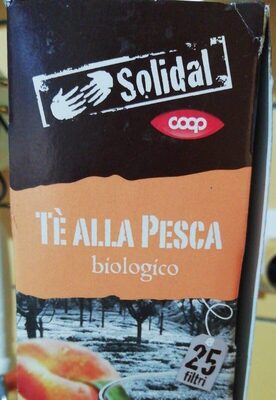 Solidal
coop
TÈ ALLA PESCA
biologico
25
filtri